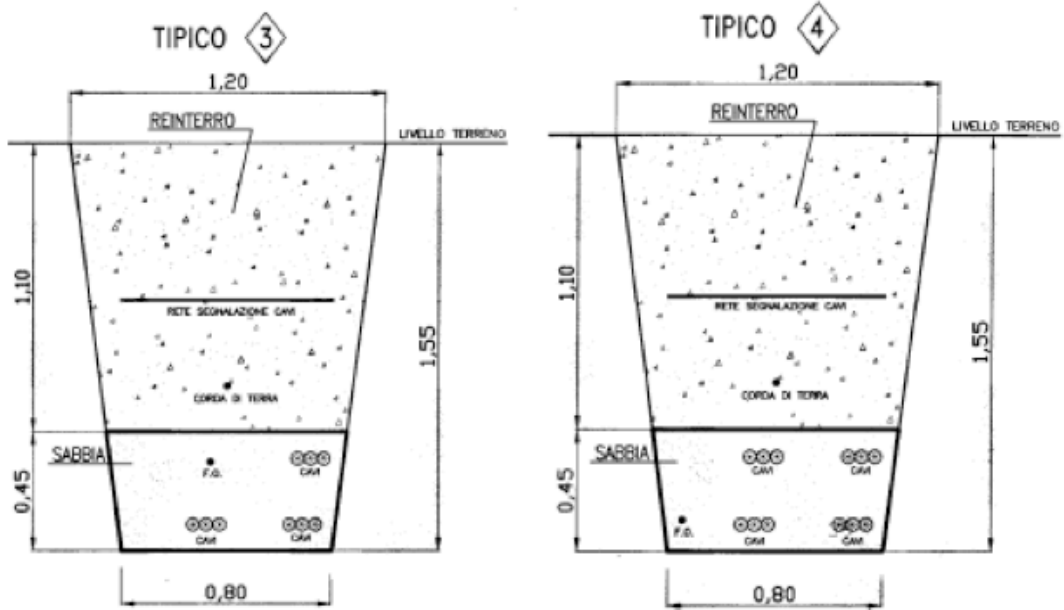 TIPICO 3
1,20
REINTERRO
LIVELLO TERRENO
1,10
RETE SEGNALAZIONE CAVI
1,55
CORDA DI TERRA
SABBIA
F.O.
CAVI
0,45
CAVI
CAVI
0,80
TIPICO 4
1,20
REINTERRO
LIVELLO TERRENO
1,10
RETE SEGNALAZIONE CAVI
1,55
CORDA DI TERRA
SABBIA
CAVI
CAVI
0,45
F.O.
CAVI
CAVI
0,80